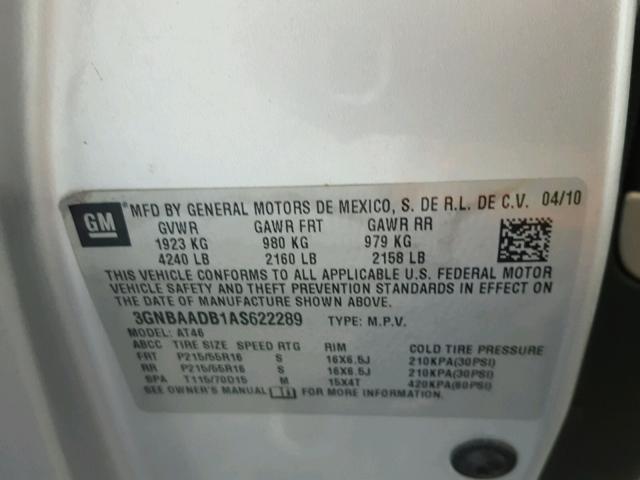 GM MFD BY GENERAL MOTORS DE MEXICO, S. DE R.L. DE C.V. 04/10
GVWR GAWR FRT GAWR RR
1923 KG 980 KG 979 KG
4240 LB 2160 LB 2158 LB
THIS VEHICLE CONFORMS TO ALL APPLICABLE U.S. FEDERAL MOTOR
VEHICLE SAFETY AND THEFT PREVENTION STANDARDS IN EFFECT ON
THE DATE OF MANUFACTURE SHOWN ABOVE.
3GNBAADB1AS622289 TYPE: M.P.V.
MODEL: AT46
ABCC TIRE SIZE SPEED RTG RIM COLD TIRE PRESSURE
FRT P215/55R16 S 16X6.5J 210KPA(30PSI)
RR P215/55R16 S 16X6.5J 210KPA(30PSI)
SPA T115/70D15 M 15X4T 420KPA(60PSI)
SEE OWNER'S MANUAL FOR MORE INFORMATION.